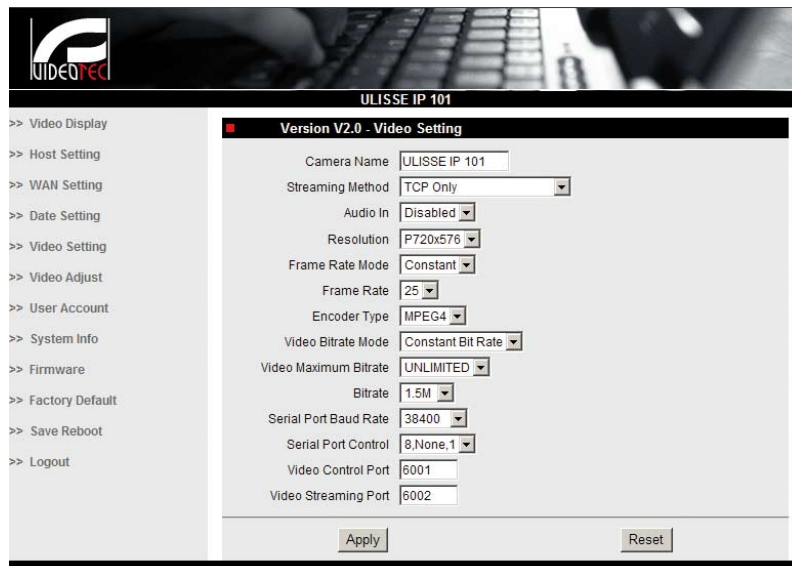 VIDEOTEC
ULISSE IP 101
>> Video Display
>> Host Setting
>> WAN Setting
>> Date Setting
>> Video Setting
>> Video Adjust
>> User Account
>> System Info
>> Firmware
>> Factory Default
>> Save Reboot
>> Logout
Version V2.0 - Video Setting
Camera Name ULISSE IP 101
Streaming Method TCP Only
Audio In Disabled
Resolution P720x576
Frame Rate Mode Constant
Frame Rate 25
Encoder Type MPEG4
Video Bitrate Mode Constant Bit Rate
Video Maximum Bitrate UNLIMITED
Bitrate 1.5M
Serial Port Baud Rate 38400
Serial Port Control 8,None,1
Video Control Port 6001
Video Streaming Port 6002
Apply Reset